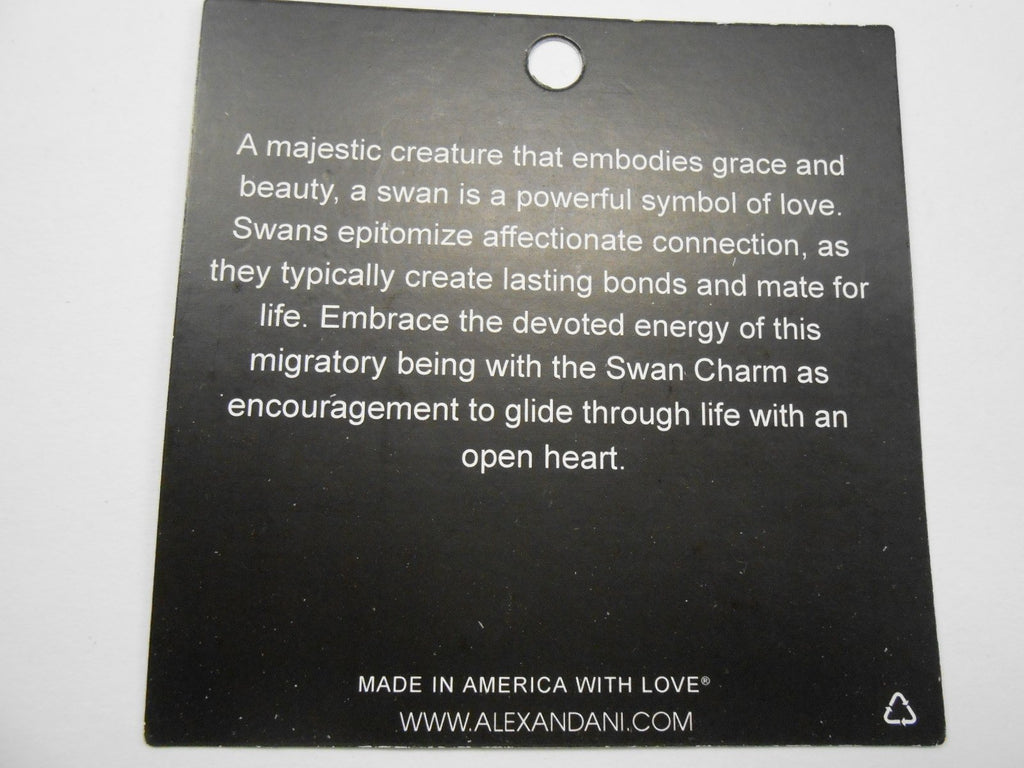 A majestic creature that embodies grace and
beauty, a swan is a powerful symbol of love.
Swans epitomize affectionate connection, as
they typically create lasting bonds and mate for
life. Embrace the devoted energy of this
migratory being with the Swan Charm as
encouragement to glide through life with an
open heart.
MADE IN AMERICA WITH LOVE®
WWW.ALEXANDANI.COM